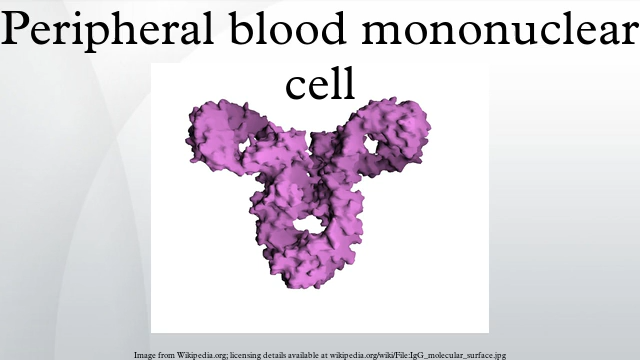 Peripheral blood mononuclear
cell
Image from Wikipedia.org; licensing details available at wikipedia.org/wiki/File:IgG_molecular_surface.jpg